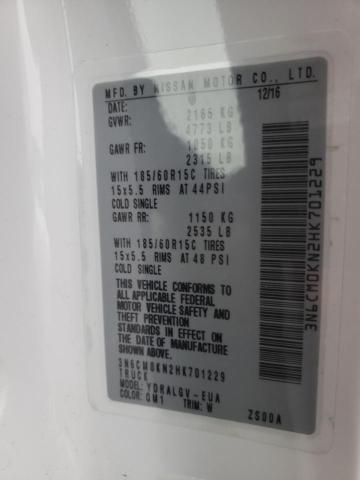 MFD. BY NISSAN MOTOR CO., LTD.
DATE: 12/16
GVWR: 2165 KG
4773 LB
GAWR FR: 1050 KG
2315 LB
WITH 185/60R15C TIRES
15x5.5 RIMS AT 44PSI
COLD SINGLE
GAWR RR: 1150 KG
2535 LB
WITH 185/60R15C TIRES
15x5.5 RIMS AT 48 PSI
COLD SINGLE
THIS VEHICLE CONFORMS TO
ALL APPLICABLE FEDERAL
MOTOR VEHICLE SAFETY AND
THEFT PREVENTION
STANDARDS IN EFFECT ON
THE DATE OF MANUFACTURE
SHOWN ABOVE
3N6CM0KN2HK701229
TRUCK
MODEL: YDRALGV-EUA
COLOR: QM1 TRIM: W
ZS00A
3N6CM0KN2HK701229